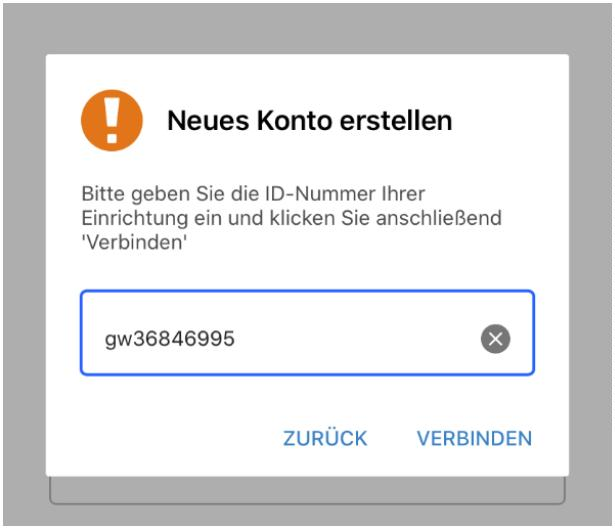 Neues Konto erstellen
Bitte geben Sie die ID-Nummer Ihrer
Einrichtung ein und klicken Sie anschließend
'Verbinden'
gw36846995
ZURÜCK VERBINDEN